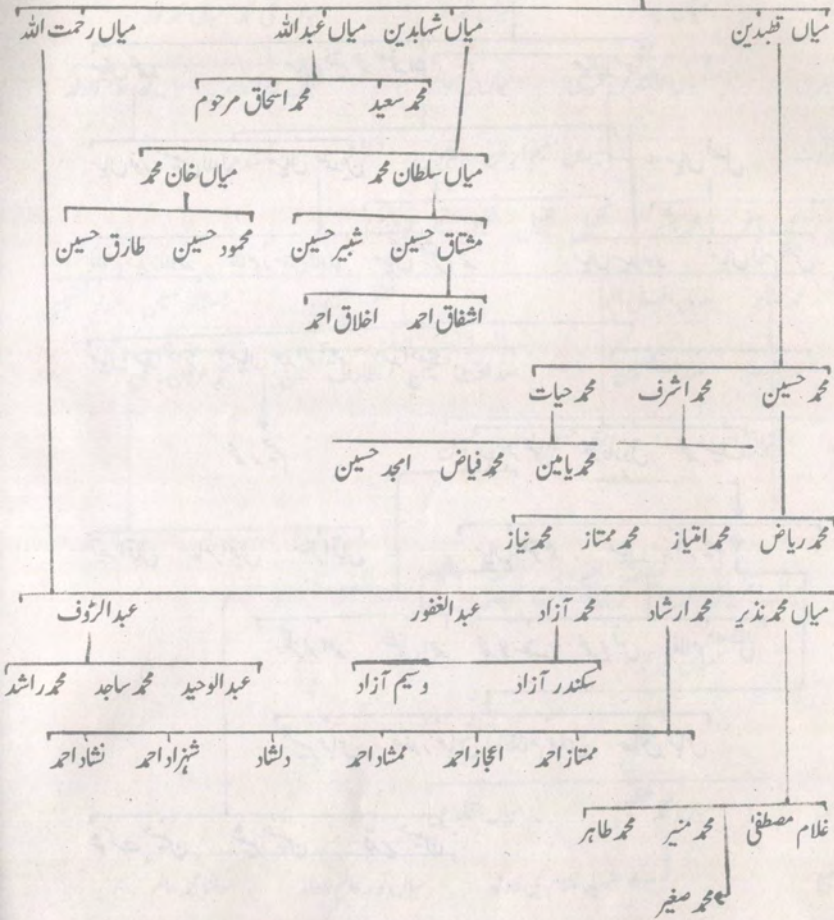 میاں قطبدین میاں شہابدین میاں عبداللہ میاں رحمت اللہ
محمد سعید محمد اسحاق مرحوم
میاں سلطان محمد میاں خان محمد
مشتاق حسین شبیر حسین محمود حسین طارق حسین
اشفاق احمد اخلاق احمد
محمد حسین محمد اشرف محمد حیات
محمد یامین محمد فیاض امجد حسین
محمد ریاض محمد امتیاز محمد ممتاز محمد نیاز
میاں محمد نذیر محمد ارشاد محمد آزاد عبدالغفور عبدالرؤف
سکندر آزاد وسیم آزاد عبدالوحید محمد ساجد محمد راشد
ممتاز احمد اعجاز احمد ممشاد احمد دلشاد شہزاد احمد نشاد احمد
غلام مصطفیٰ محمد منیر محمد طاہر
محمد صغیر